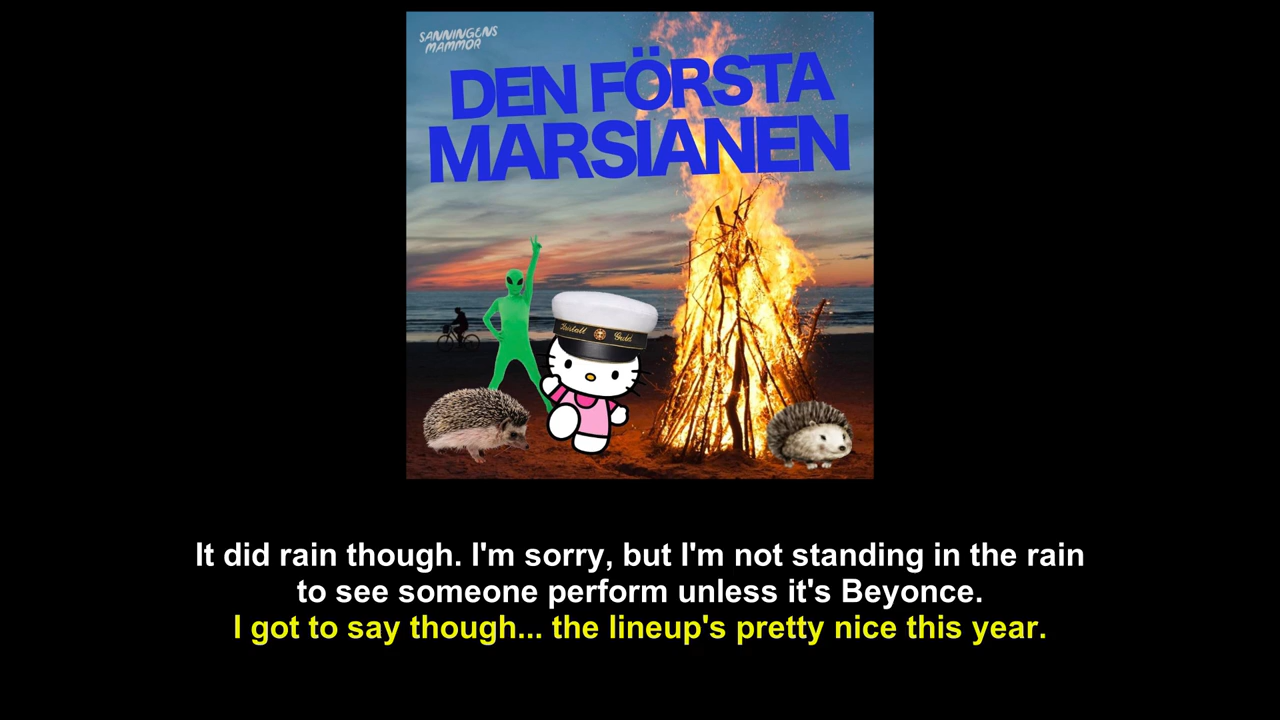 SANNINGENS
MAMMOR
DEN FÖRSTA
MARSIANEN
It did rain though. I'm sorry, but I'm not standing in the rain
to see someone perform unless it's Beyonce.
I got to say though... the lineup's pretty nice this year.